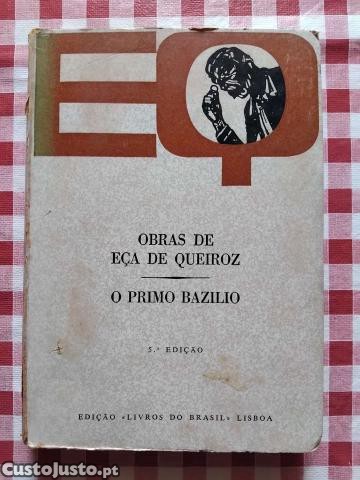 EQ
OBRAS DE
EÇA DE QUEIROZ
O PRIMO BAZILIO
5.ª EDIÇÃO
EDIÇÃO «LIVROS DO BRASIL» LISBOA
CustoJusto.pt